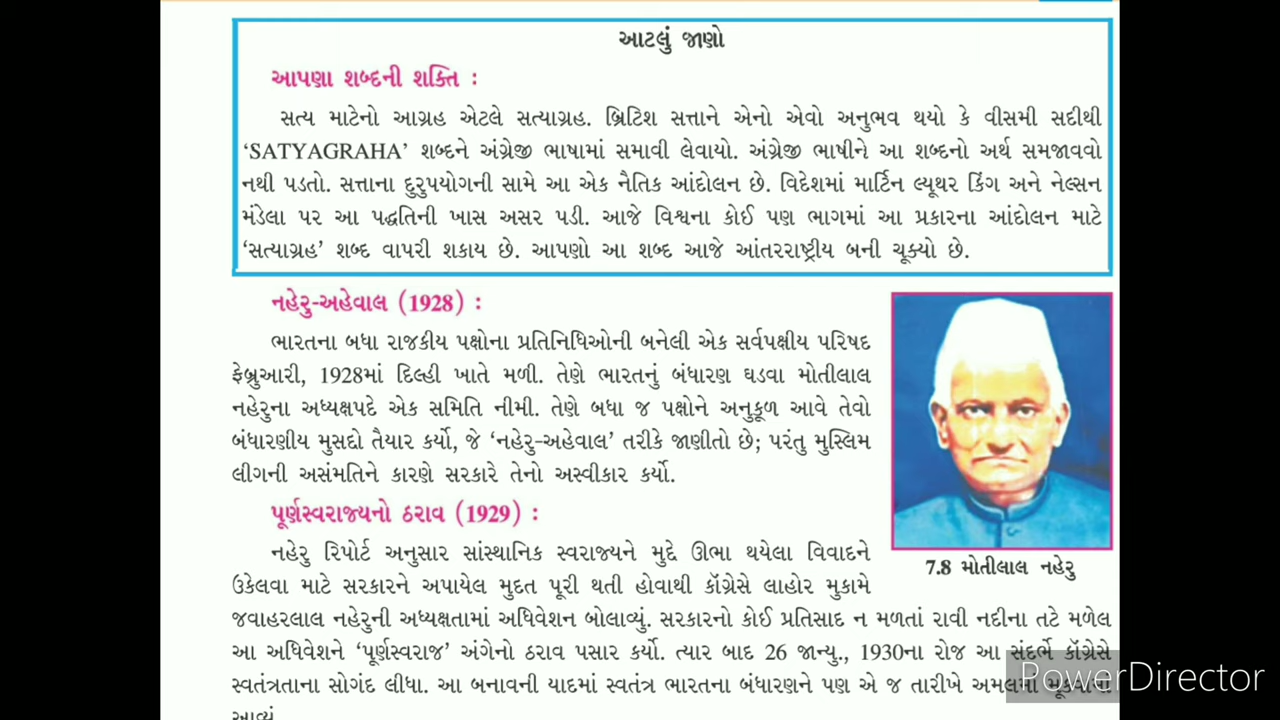 આટલું જાણો
આપણા શબ્દની શક્તિ :
સત્ય માટેનો આગ્રહ એટલે સત્યાગ્રહ. બ્રિટિશ સત્તાને એનો એવો અનુભવ થયો કે વીસમી સદીથી
‘SATYAGRAHA’ શબ્દને અંગ્રેજી ભાષામાં સમાવી લેવાયો. અંગ્રેજી ભાષીને આ શબ્દનો અર્થ સમજાવવો
નથી પડતો. સત્તાના દુરુપયોગની સામે આ એક નૈતિક આંદોલન છે. વિદેશમાં માર્ટિન લ્યૂથર કિંગ અને નેલ્સન
મંડેલા પર આ પદ્ધતિની ખાસ અસર પડી. આજે વિશ્વના કોઈ પણ ભાગમાં આ પ્રકારના આંદોલન માટે
‘સત્યાગ્રહ’ શબ્દ વાપરી શકાય છે. આપણો આ શબ્દ આજે આંતરરાષ્ટ્રીય બની ચૂક્યો છે.
નહેરુ-અહેવાલ (1928) :
ભારતના બધા રાજકીય પક્ષોના પ્રતિનિધિઓની બનેલી એક સર્વપક્ષીય પરિષદ
ફેબ્રુઆરી, 1928માં દિલ્હી ખાતે મળી. તેણે ભારતનું બંધારણ ઘડવા મોતીલાલ
નહેરુના અધ્યક્ષપદે એક સમિતિ નીમી. તેણે બધા જ પક્ષોને અનુકૂળ આવે તેવો
બંધારણીય મુસદ્દો તૈયાર કર્યો, જે ‘નહેરુ-અહેવાલ’ તરીકે જાણીતો છે; પરંતુ મુસ્લિમ
લીગની અસંમતિને કારણે સરકારે તેનો અસ્વીકાર કર્યો.
પૂર્ણસ્વરાજ્યનો ઠરાવ (1929) :
નહેરુ રિપોર્ટ અનુસાર સાંસ્થાનિક સ્વરાજ્યને મુદ્દે ઊભા થયેલા વિવાદને
ઉકેલવા માટે સરકારને અપાયેલ મુદત પૂરી થતી હોવાથી કૉંગ્રેસે લાહોર મુકામે
7.8 મોતીલાલ નહેરુ
જવાહરલાલ નહેરુની અધ્યક્ષતામાં અધિવેશન બોલાવ્યું. સરકારનો કોઈ પ્રતિસાદ ન મળતાં રાવી નદીના તટે મળેલ
આ અધિવેશને ‘પૂર્ણસ્વરાજ’ અંગેનો ઠરાવ પસાર કર્યો. ત્યાર બાદ 26 જાન્યુ., 1930ના રોજ આ સંદર્ભે કૉંગ્રેસે
સ્વતંત્રતાના સોગંદ લીધા. આ બનાવની યાદમાં સ્વતંત્ર ભારતના બંધારણને પણ એ જ તારીખે અમલમાં મૂકવામાં
આવ્યું
PowerDirector